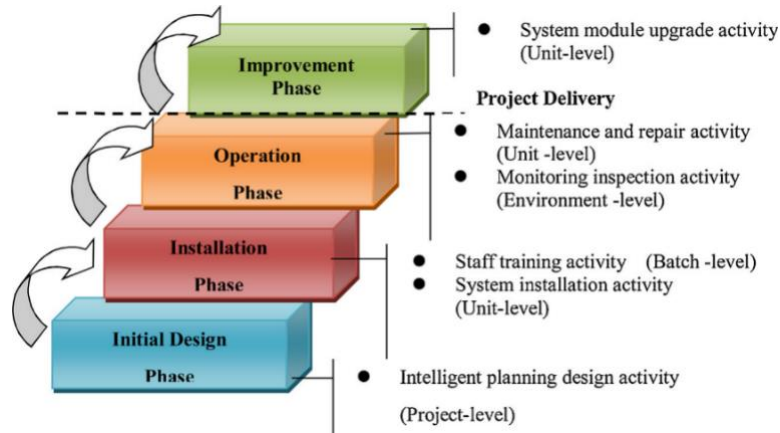 ● System module upgrade activity
(Unit-level)
Improvement
Phase
Project Delivery
● Maintenance and repair activity
(Unit -level)
● Monitoring inspection activity
(Environment -level)
Operation
Phase
● Staff training activity (Batch -level)
● System installation activity
(Unit-level)
Installation
Phase
Initial Design
Phase
● Intelligent planning design activity
(Project-level)